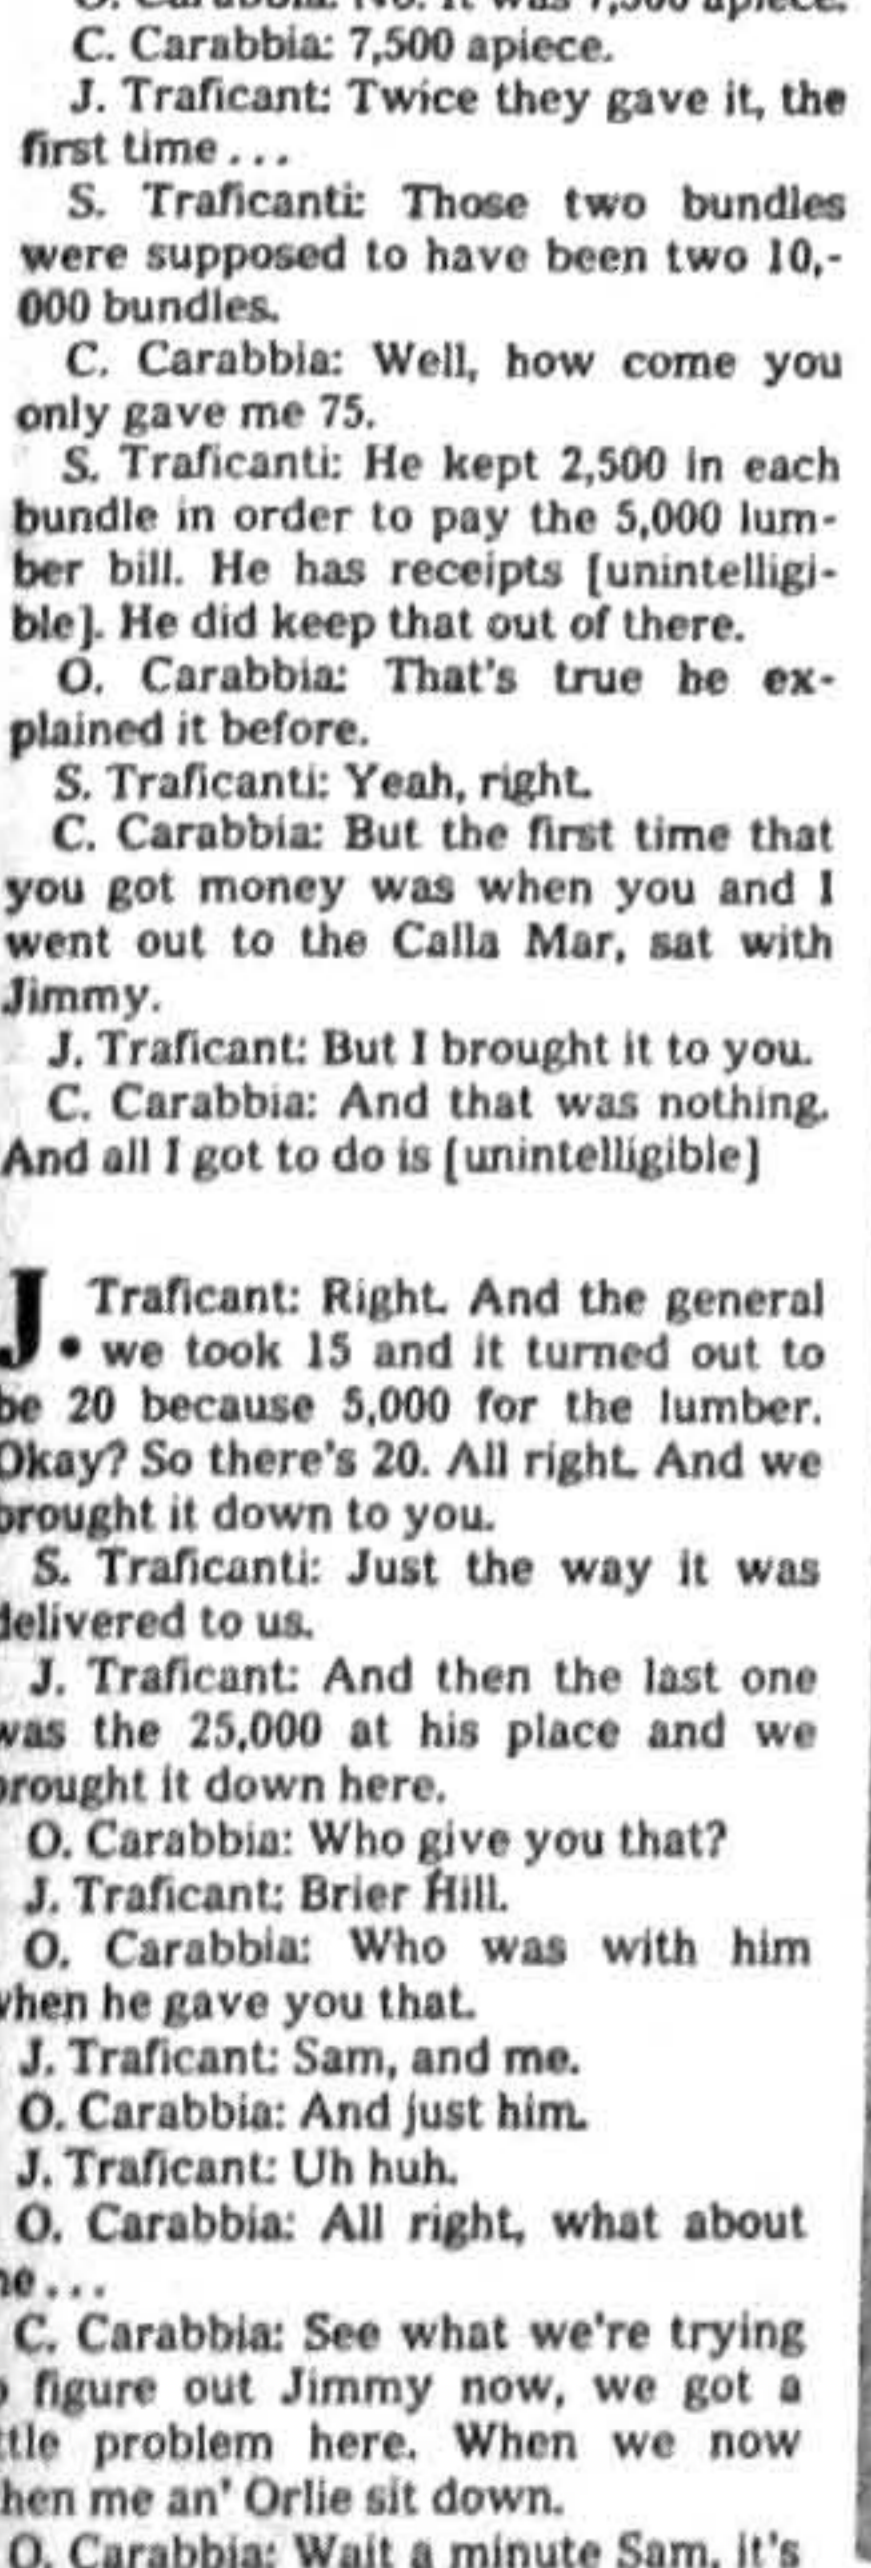 O. Carabbia: No. It was 7,500 apiece.
C. Carabbia: 7,500 apiece.
J. Traficant: Twice they gave it, the
first time...
S. Traficanti: Those two bundles
were supposed to have been two 10,-
000 bundles.
C. Carabbia: Well, how come you
only gave me 75.
S. Traficanti: He kept 2,500 in each
bundle in order to pay the 5,000 lum-
ber bill. He has receipts [unintelligi-
ble]. He did keep that out of there.
O. Carabbia: That's true he ex-
plained it before.
S. Traficanti: Yeah, right.
C. Carabbia: But the first time that
you got money was when you and I
went out to the Calla Mar, sat with
Jimmy.
J. Traficant: But I brought it to you.
C. Carabbia: And that was nothing.
And all I got to do is [unintelligible]
J. Traficant: Right. And the general
we took 15 and it turned out to
be 20 because 5,000 for the lumber.
Okay? So there's 20. All right. And we
brought it down to you.
S. Traficanti: Just the way it was
delivered to us.
J. Traficant: And then the last one
was the 25,000 at his place and we
brought it down here.
O. Carabbia: Who give you that?
J. Traficant: Brier Hill.
O. Carabbia: Who was with him
when he gave you that.
J. Traficant: Sam, and me.
O. Carabbia: And just him.
J. Traficant: Uh huh.
O. Carabbia: All right, what about
C. Carabbia: See what we're trying
figure out Jimmy now, we got a
problem here. When we now
me an' Orlie sit down.
O. Carabbia: Wait a minute Sam, it's